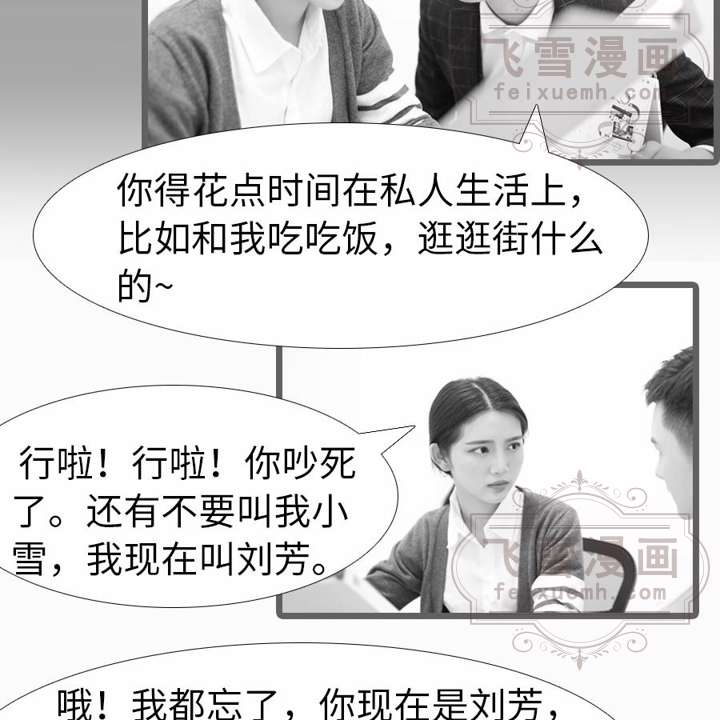 飞雪漫画
feixuemh.com
你得花点时间在私人生活上，
比如和我吃吃饭，逛逛街什么
的~
行啦！行啦！你吵死
了。还有不要叫我小
雪，我现在叫刘芳。
飞雪漫画
feixuemh.com
哦！我都忘了，你现在是刘芳，